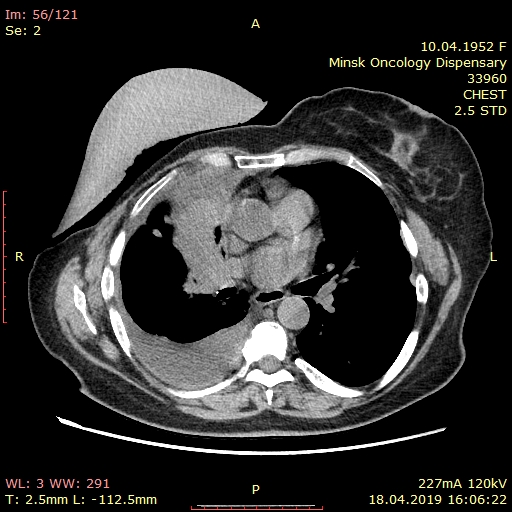 Im: 56/121
Se: 2
A
10.04.1952 F
Minsk Oncology Dispensary
33960
CHEST
2.5 STD
R
L
WL: 3 WW: 291
T: 2.5mm L: -112.5mm
P
227mA 120kV
18.04.2019 16:06:22